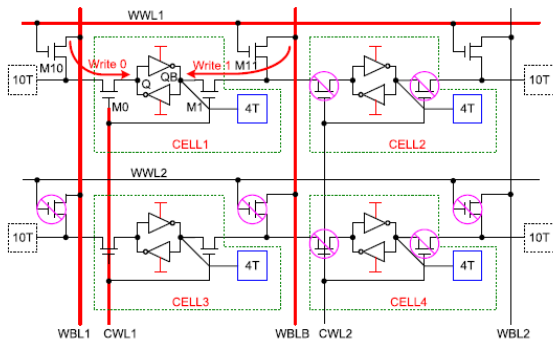 WWL1
M10
Write 0
Write 1
M11
10T
Q
QB
10T
M0
M1
4T
4T
CELL1
CELL2
WWL2
10T
10T
4T
4T
CELL3
CELL4
WBL1
CWL1
WBLB
CWL2
WBL2